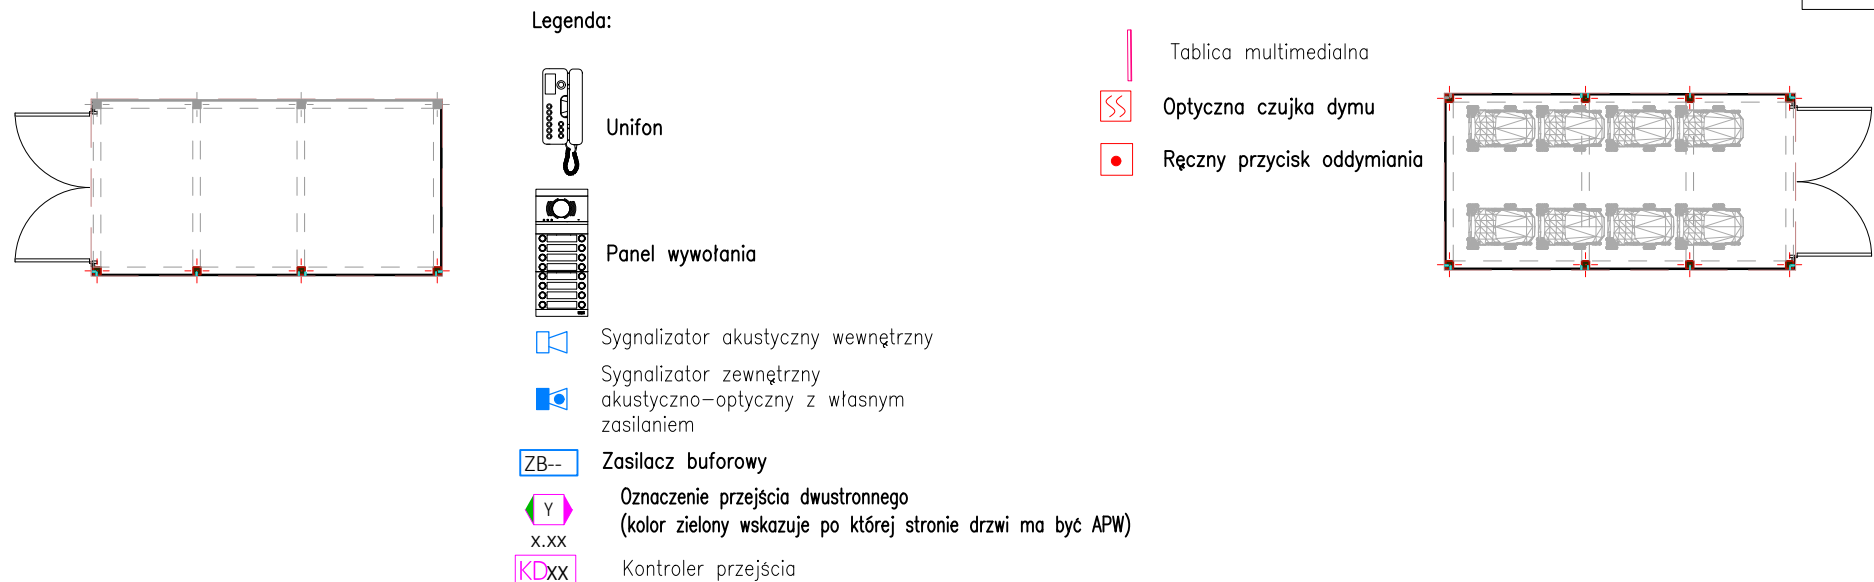 Legenda:
Unifon
Panel wywołania
Sygnalizator akustyczny wewnętrzny
Sygnalizator zewnętrzny
akustyczno-optyczny z własnym
zasilaniem
ZB--
Zasilacz buforowy
Y
x.xx
Oznaczenie przejścia dwustronnego
(kolor zielony wskazuje po której stronie drzwi ma być APW)
KDxx
Kontroler przejścia
Tablica multimedialna
Optyczna czujka dymu
Ręczny przycisk oddymiania